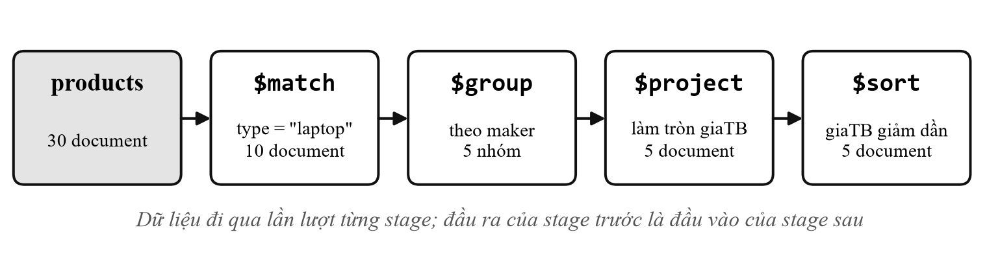 products
30 document
$match
type = "laptop"
10 document
$group
theo maker
5 nhóm
$project
làm tròn giaTB
5 document
$sort
giaTB giảm dần
5 document
Dữ liệu đi qua lần lượt từng stage; đầu ra của stage trước là đầu vào của stage sau